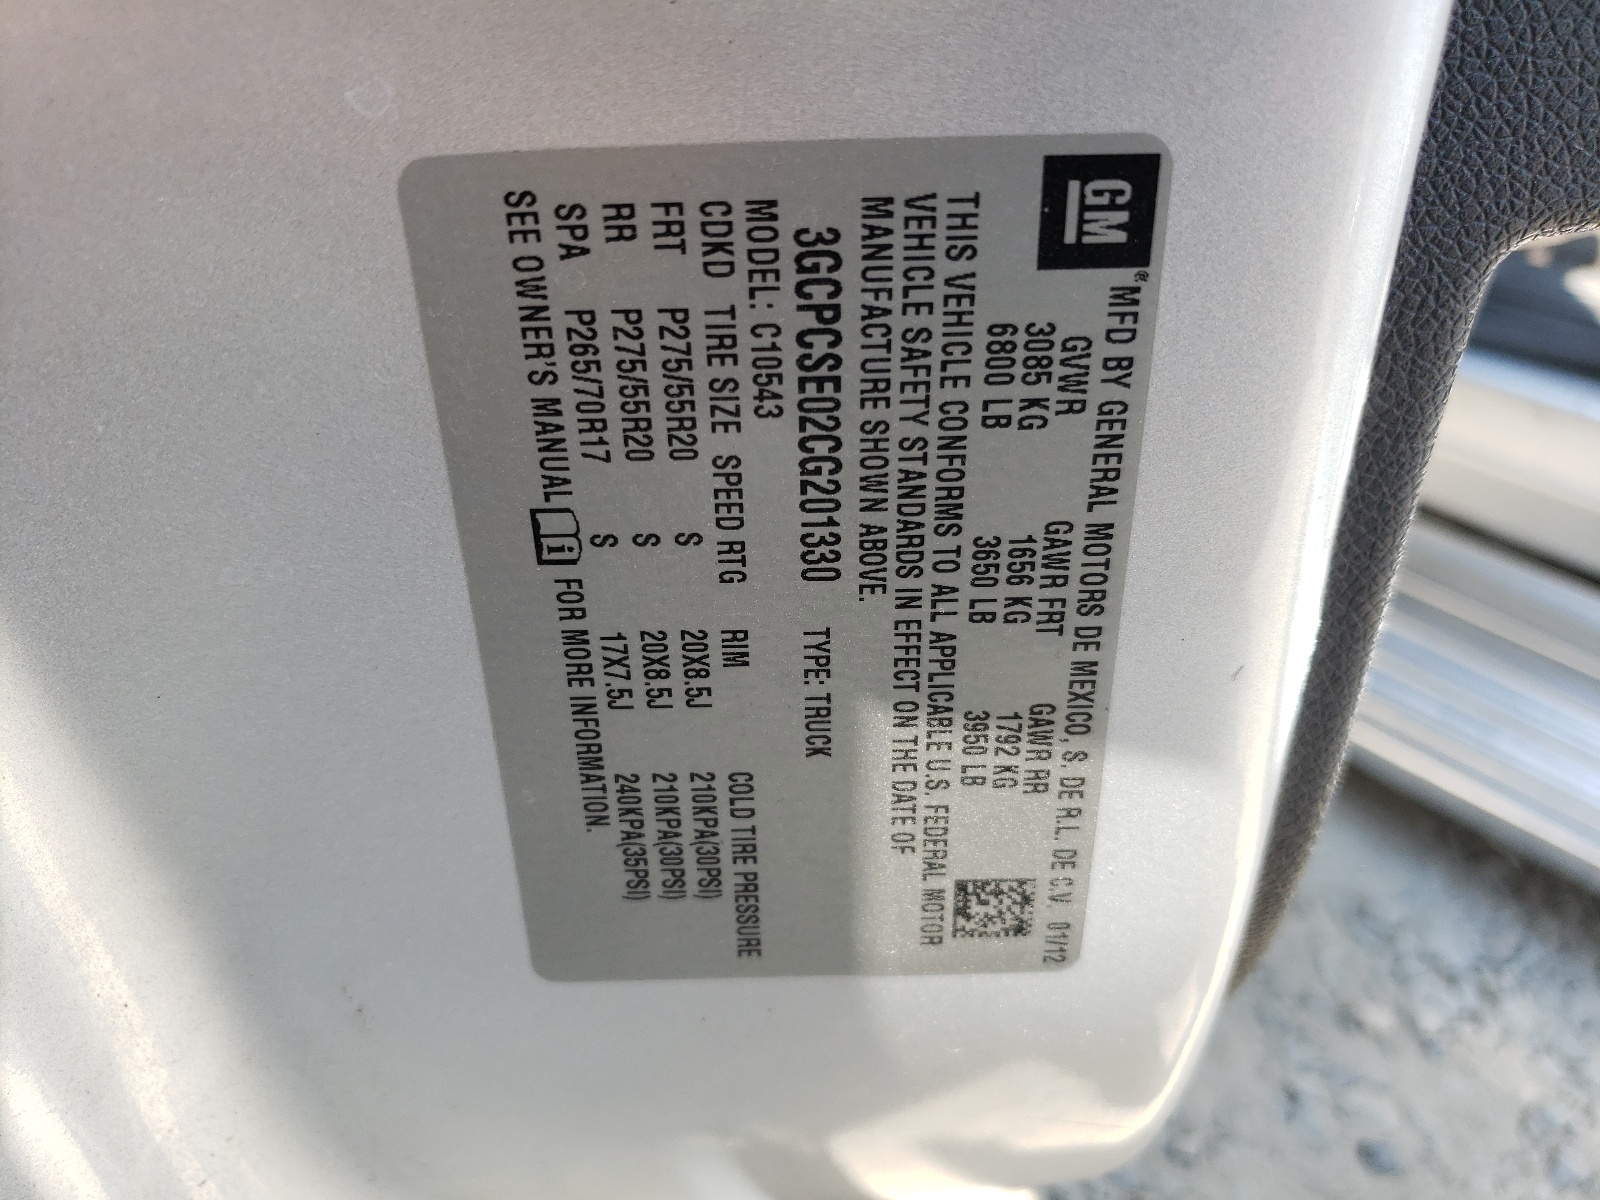 GM ® MFD BY GENERAL MOTORS DE MEXICO, S. DE R.L. DE C.V. 01/12
GVWR GAWR FRT GAWR RR
3085 KG 1656 KG 1792 KG
6800 LB 3650 LB 3950 LB
THIS VEHICLE CONFORMS TO ALL APPLICABLE U.S. FEDERAL MOTOR
VEHICLE SAFETY STANDARDS IN EFFECT ON THE DATE OF
MANUFACTURE SHOWN ABOVE.
3GCPCSE02CG201330 TYPE: TRUCK
MODEL: C10543
CDKD TIRE SIZE SPEED RTG RIM COLD TIRE PRESSURE
FRT P275/55R20 S 20X8.5J 210KPA(30PSI)
RR P275/55R20 S 20X8.5J 210KPA(30PSI)
SPA P265/70R17 S 17X7.5J 240KPA(35PSI)
SEE OWNER'S MANUAL i FOR MORE INFORMATION.